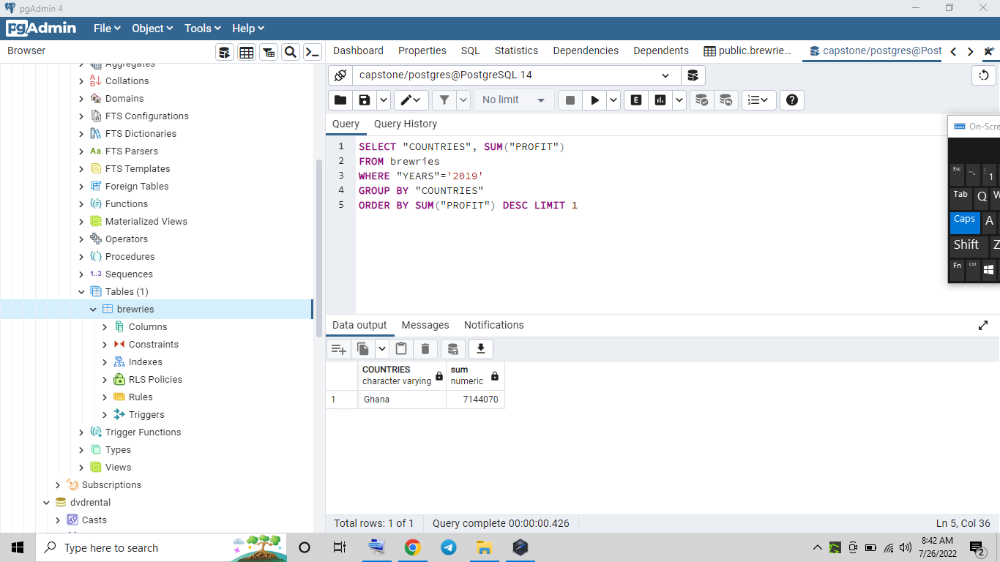 pgAdmin 4
pgAdmin
File
Object
Tools
Help
Browser
Dashboard
Properties
SQL
Statistics
Dependencies
Dependents
public.brewrie...
capstone/postgres@Post
Aggregates
Collations
Domains
FTS Configurations
FTS Dictionaries
Aa FTS Parsers
FTS Templates
Foreign Tables
Functions
Materialized Views
Operators
Procedures
1..3 Sequences
Tables (1)
brewries
Columns
Constraints
Indexes
RLS Policies
Rules
Triggers
Trigger Functions
Types
Views
Subscriptions
dvdrental
Casts
capstone/postgres@PostgreSQL 14
No limit
E
Query
Query History
1 SELECT "COUNTRIES", SUM("PROFIT")
2 FROM brewries
3 WHERE "YEARS"='2019'
4 GROUP BY "COUNTRIES"
5 ORDER BY SUM("PROFIT") DESC LIMIT 1
On-Scre
Esc ~ ` ! 1
Tab Q W
Caps A
Shift Z
Fn Ctrl
Data output
Messages
Notifications
COUNTRIES
character varying
sum
numeric
1 Ghana 7144070
Total rows: 1 of 1
Query complete 00:00:00.426
Ln 5, Col 36
Type here to search
8:42 AM
7/26/2022
2